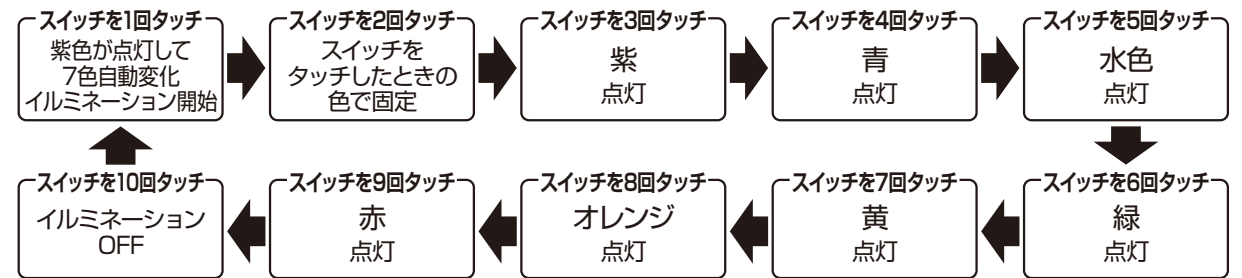 スイッチを1回タッチ
紫色が点灯して
7色自動変化
イルミネーション開始
スイッチを2回タッチ
スイッチを
タッチしたときの
色で固定
スイッチを3回タッチ
紫
点灯
スイッチを4回タッチ
青
点灯
スイッチを5回タッチ
水色
点灯
スイッチを6回タッチ
緑
点灯
スイッチを7回タッチ
黄
点灯
スイッチを8回タッチ
オレンジ
点灯
スイッチを9回タッチ
赤
点灯
スイッチを10回タッチ
イルミネーション
OFF